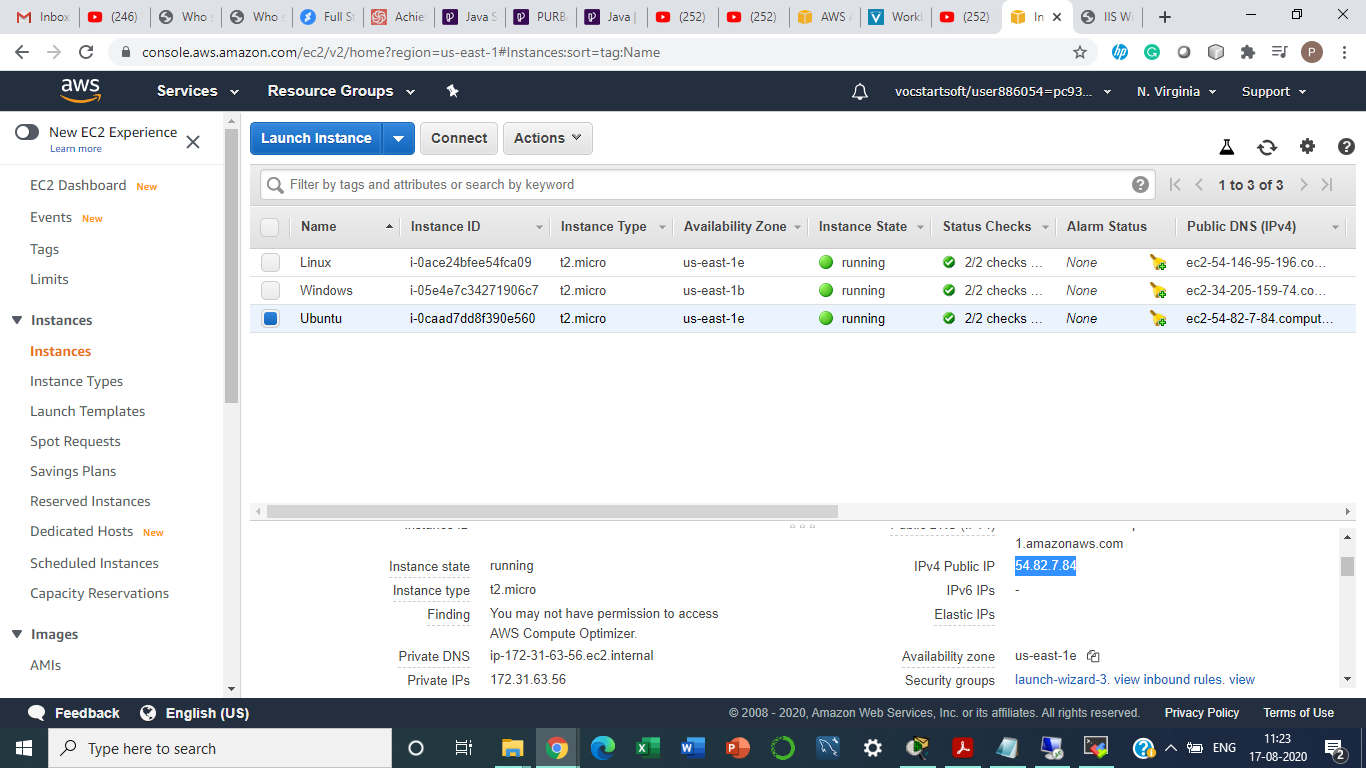 Inbox (246) Who s Who s Full St Achie Java S PURB Java | (252) (252) AWS A Workl (252) In IIS W
console.aws.amazon.com/ec2/v2/home?region=us-east-1#Instances:sort=tag:Name P
aws Services Resource Groups vocstartsoft/user886054=pc93... N. Virginia Support
New EC2 Experience
Learn more
Launch Instance Connect Actions
EC2 Dashboard New
Events New
Tags
Limits
Instances
Instances
Instance Types
Launch Templates
Spot Requests
Savings Plans
Reserved Instances
Dedicated Hosts New
Scheduled Instances
Capacity Reservations
Images
AMIs
Filter by tags and attributes or search by keyword 1 to 3 of 3
Name Instance ID Instance Type Availability Zone Instance State Status Checks Alarm Status Public DNS (IPv4)
Linux i-0ace24bfee54fca09 t2.micro us-east-1e running 2/2 checks ... None ec2-54-146-95-196.co...
Windows i-05e4e7c34271906c7 t2.micro us-east-1b running 2/2 checks ... None ec2-34-205-159-74.co...
Ubuntu i-0caad7dd8f390e560 t2.micro us-east-1e running 2/2 checks ... None ec2-54-82-7-84.comput...
1.amazonaws.com
Instance state running IPv4 Public IP 54.82.7.84
Instance type t2.micro IPv6 IPs -
Finding You may not have permission to access Elastic IPs
AWS Compute Optimizer.
Private DNS ip-172-31-63-56.ec2.internal Availability zone us-east-1e
Private IPs 172.31.63.56 Security groups launch-wizard-3. view inbound rules. view
Feedback English (US) © 2008 - 2020, Amazon Web Services, Inc. or its affiliates. All rights reserved. Privacy Policy Terms of Use
Type here to search ENG 11:23
17-08-2020 2